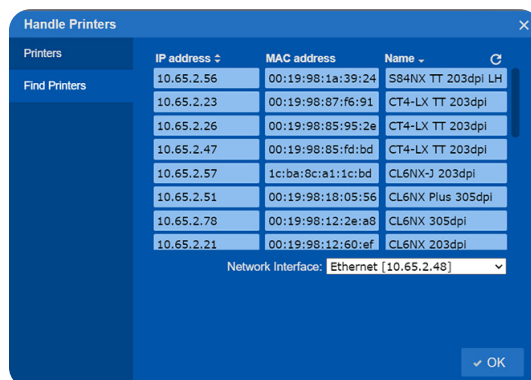 Handle Printers
Printers
Find Printers
IP address MAC address Name
10.65.2.56 00:19:98:1a:39:24 S84NX TT 203dpi LH
10.65.2.23 00:19:98:87:f6:91 CT4-LX TT 203dpi
10.65.2.26 00:19:98:85:95:2e CT4-LX TT 203dpi
10.65.2.47 00:19:98:85:fd:bd CT4-LX TT 203dpi
10.65.2.57 1c:ba:8c:a1:1c:bd CL6NX-J 203dpi
10.65.2.51 00:19:98:18:05:56 CL6NX Plus 305dpi
10.65.2.78 00:19:98:12:2e:a8 CL6NX 305dpi
10.65.2.21 00:19:98:12:60:ef CL6NX 203dpi
Network Interface: Ethernet [10.65.2.48]
OK